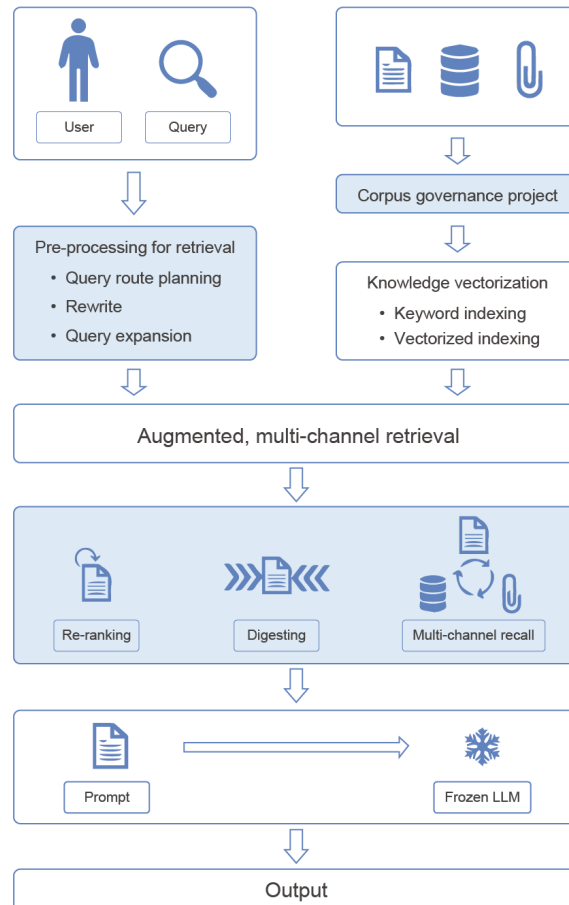 User
Query
Corpus governance project
Pre-processing for retrieval
• Query route planning
• Rewrite
• Query expansion
Knowledge vectorization
• Keyword indexing
• Vectorized indexing
Augmented, multi-channel retrieval
Re-ranking
Digesting
Multi-channel recall
Prompt
Frozen LLM
Output